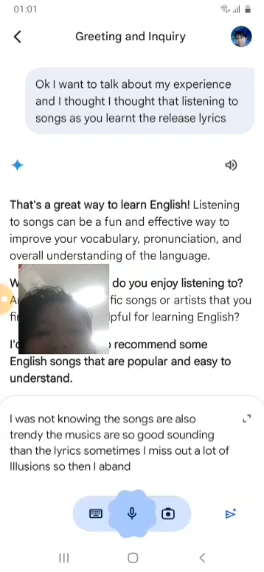 01:01
Greeting and Inquiry
Ok I want to talk about my experience
and I thought I thought that listening to
songs as you learnt the release lyrics
That's a great way to learn English! Listening
to songs can be a fun and effective way to
improve your vocabulary, pronunciation, and
overall understanding of the language.
do you enjoy listening to?
fic songs or artists that you
lpful for learning English?
recommend some
English songs that are popular and easy to
understand.
I was not knowing the songs are also
trendy the musics are so good sounding
than the lyrics sometimes I miss out a lot of
Illusions so then I aband